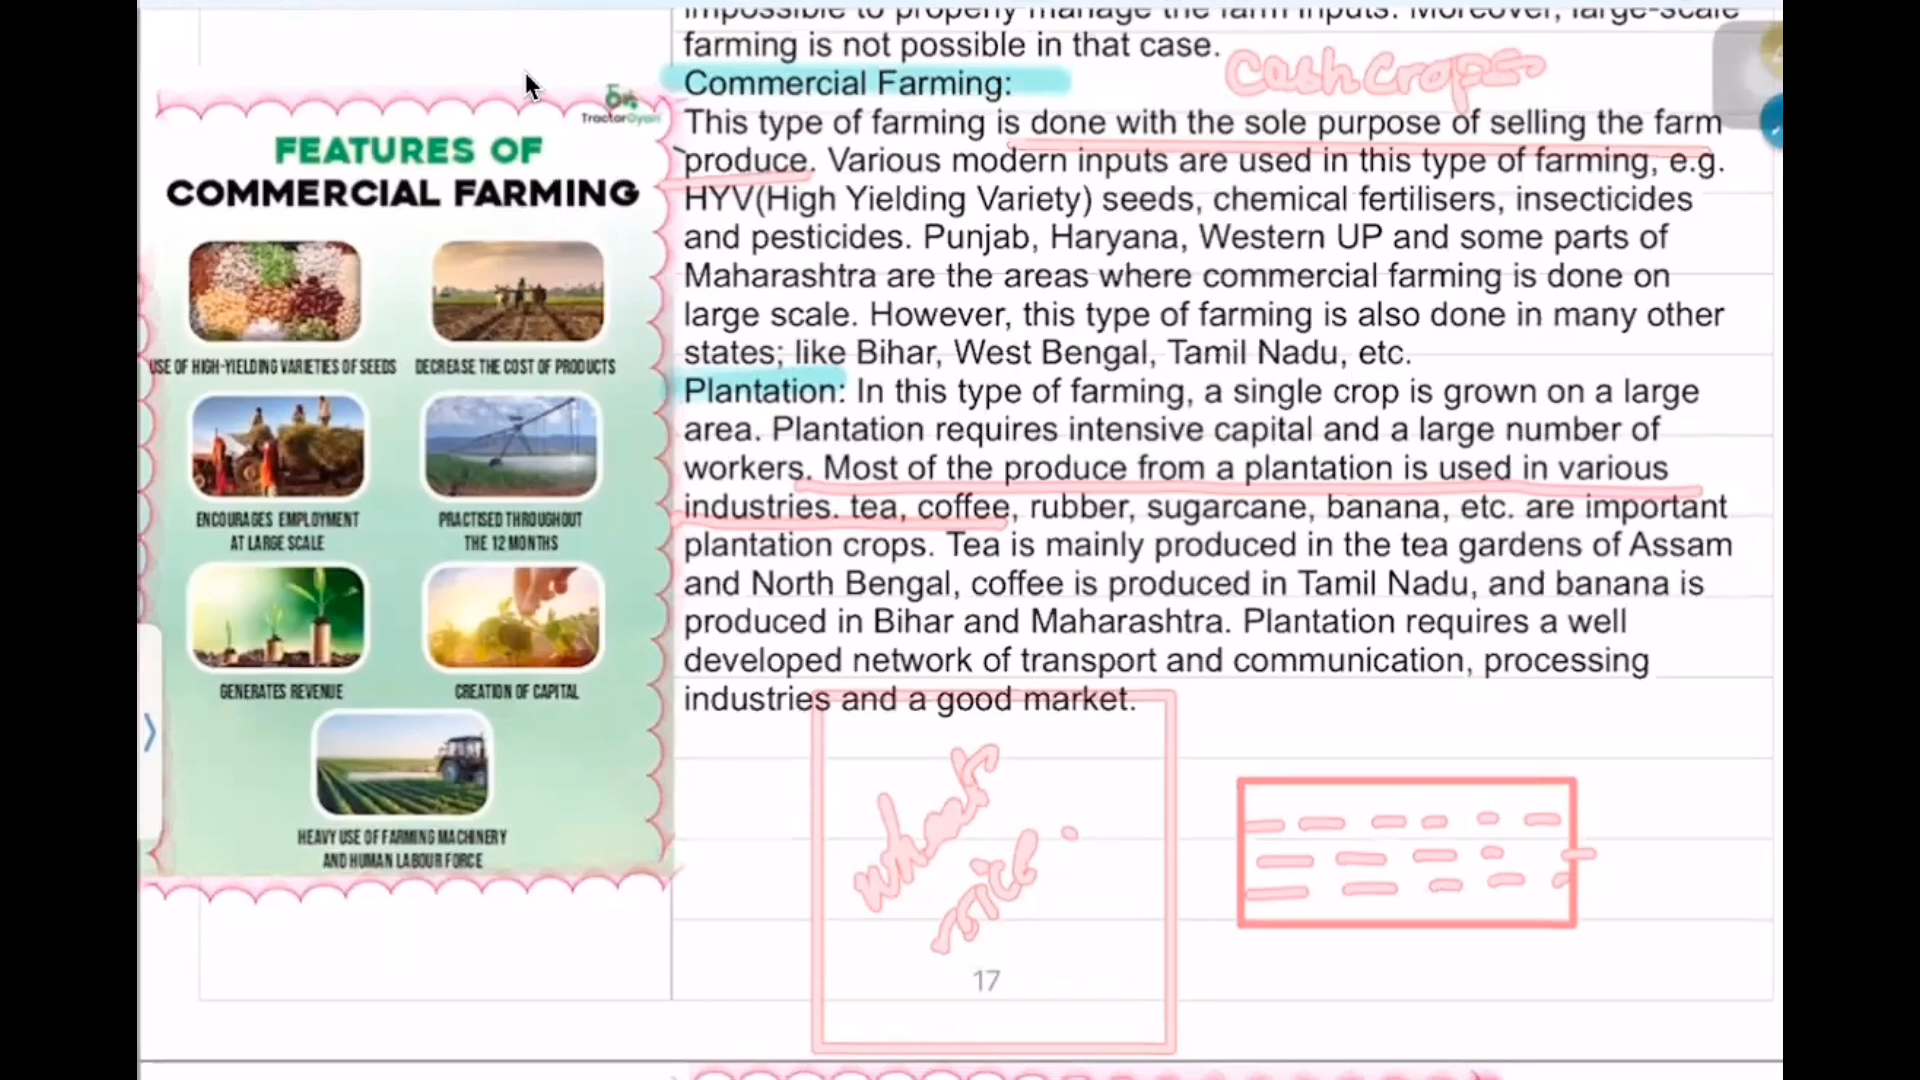 impossible to properly manage the farm inputs. Moreover, large-scale
farming is not possible in that case.
Cash Crops
Commercial Farming:
This type of farming is done with the sole purpose of selling the farm
produce. Various modern inputs are used in this type of farming, e.g.
HYV(High Yielding Variety) seeds, chemical fertilisers, insecticides
and pesticides. Punjab, Haryana, Western UP and some parts of
Maharashtra are the areas where commercial farming is done on
large scale. However, this type of farming is also done in many other
states; like Bihar, West Bengal, Tamil Nadu, etc.
Plantation: In this type of farming, a single crop is grown on a large
area. Plantation requires intensive capital and a large number of
workers. Most of the produce from a plantation is used in various
industries. tea, coffee, rubber, sugarcane, banana, etc. are important
plantation crops. Tea is mainly produced in the tea gardens of Assam
and North Bengal, coffee is produced in Tamil Nadu, and banana is
produced in Bihar and Maharashtra. Plantation requires a well
developed network of transport and communication, processing
industries and a good market.
17
TractorGyan
FEATURES OF
COMMERCIAL FARMING
USE OF HIGH-YIELDING VARIETIES OF SEEDS
DECREASE THE COST OF PRODUCTS
ENCOURAGES EMPLOYMENT
AT LARGE SCALE
PRACTISED THROUGHOUT
THE 12 MONTHS
GENERATES REVENUE
CREATION OF CAPITAL
HEAVY USE OF FARMING MACHINERY
AND HUMAN LABOUR FORCE